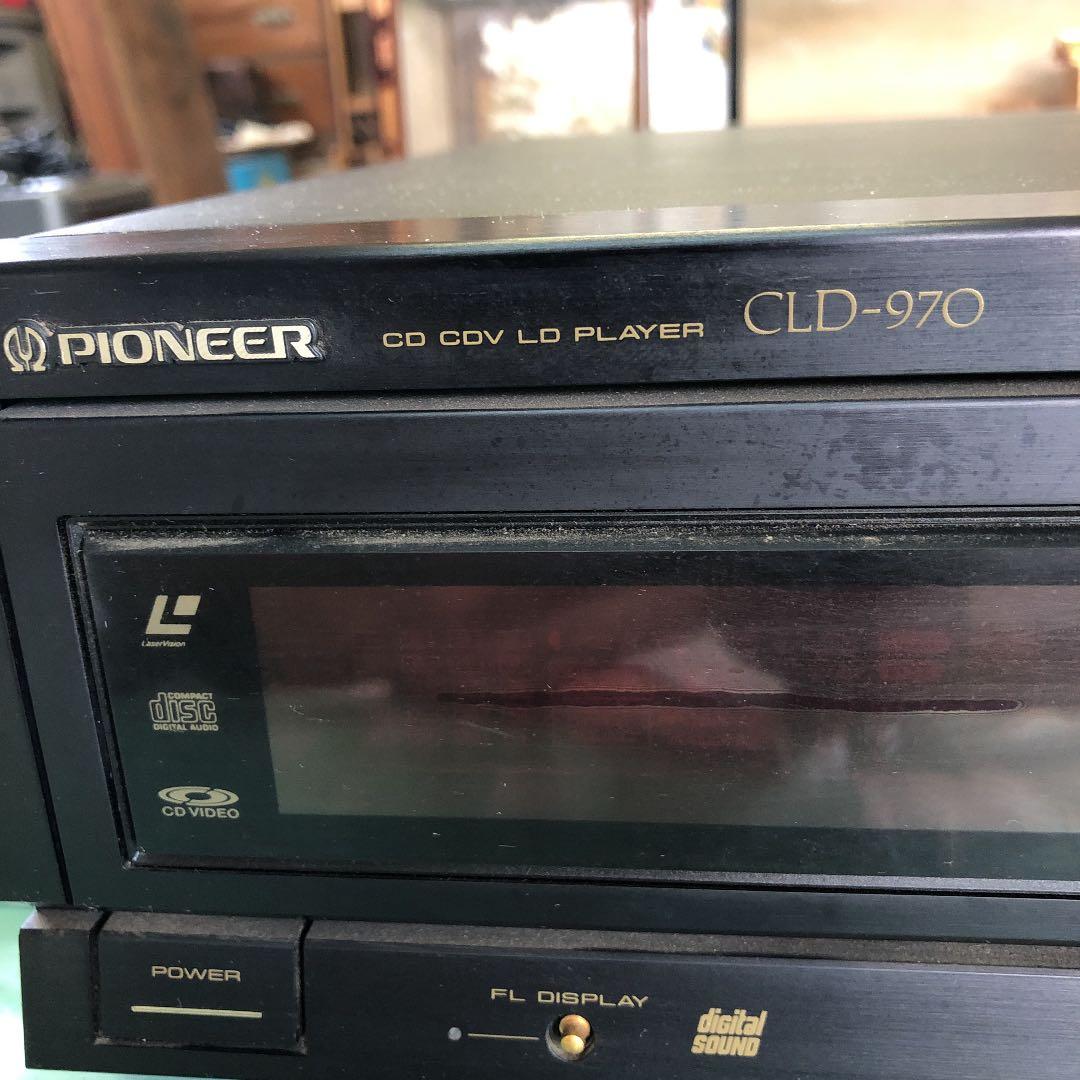 PIONEER CD CDV LD PLAYER CLD-970
LaserVision
COMPACT
disc
DIGITAL AUDIO
CD VIDEO
POWER
FL DISPLAY
digital
SOUND